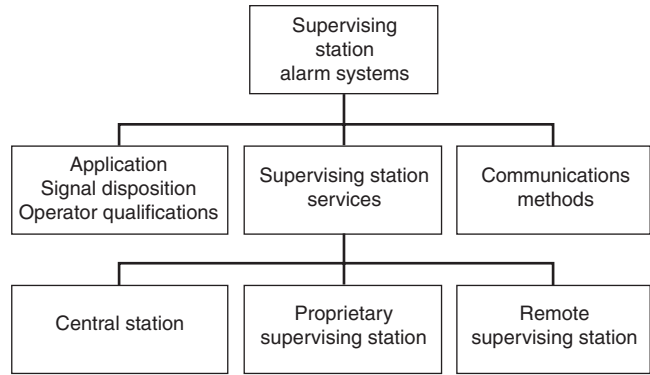 Supervising
station
alarm systems
Application
Signal disposition
Operator qualifications
Supervising station
services
Communications
methods
Central station
Proprietary
supervising station
Remote
supervising station